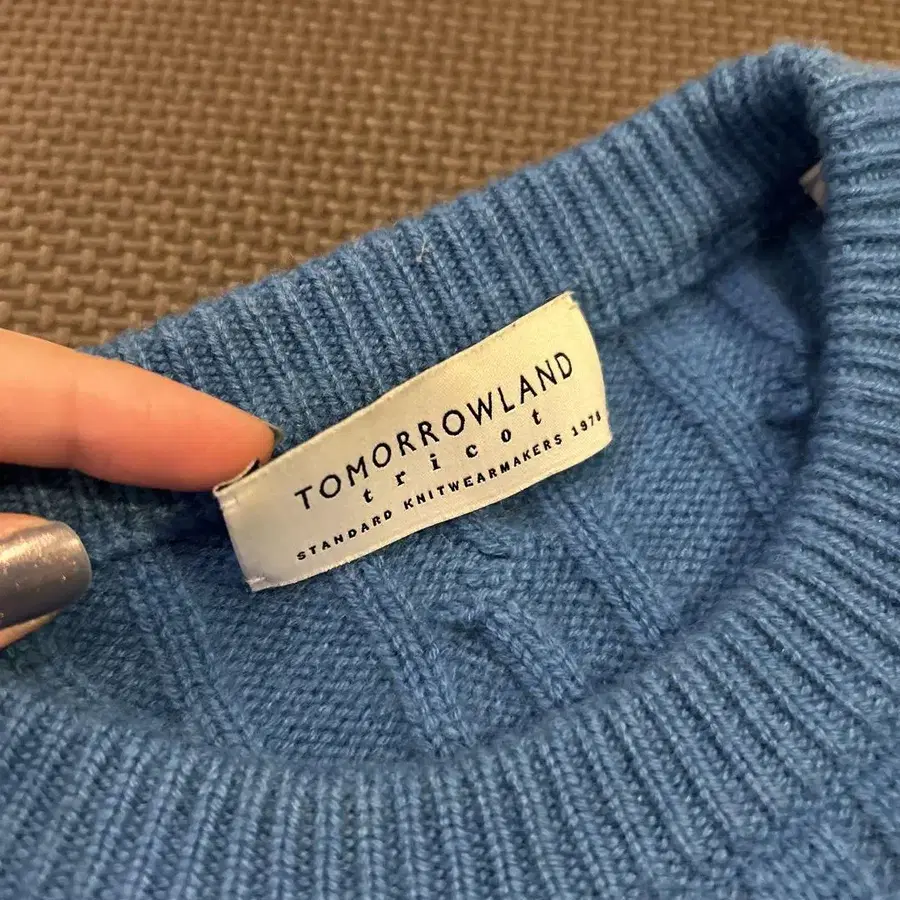 TOMORROWLAND
tricot
STANDARD KNITWEARMAKERS 1978